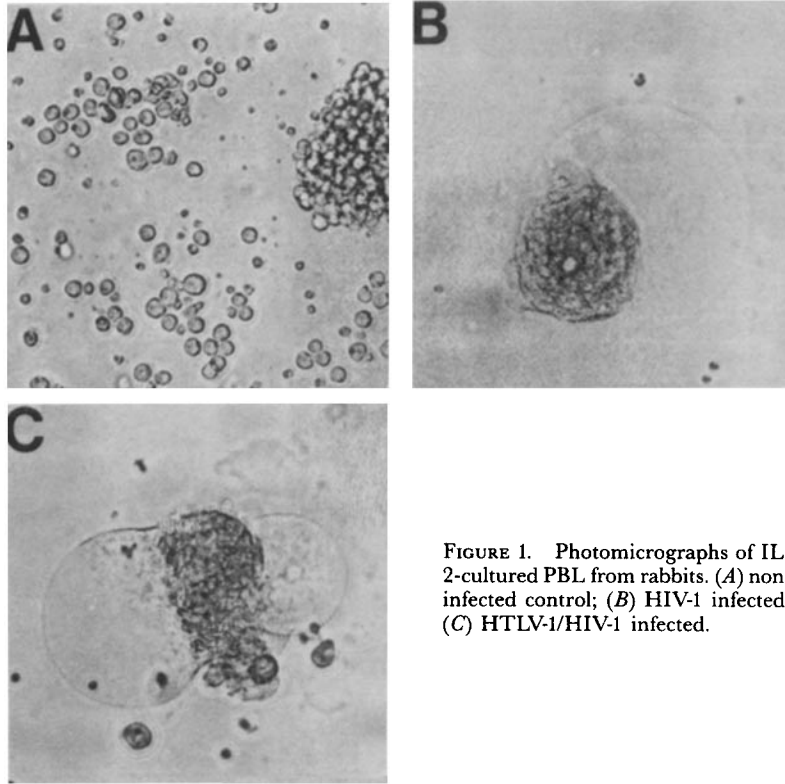 A
B
C
FIGURE 1. Photomicrographs of IL
2-cultured PBL from rabbits. (A) non
infected control; (B) HIV-1 infected
(C) HTLV-1/HIV-1 infected.